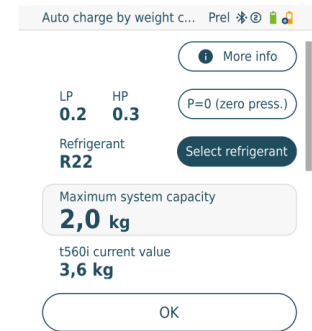 Auto charge by weight c... Prel
More info
LP HP
0.2 0.3
P=0 (zero press.)
Refrigerant
R22
Select refrigerant
Maximum system capacity
2,0 kg
t560i current value
3,6 kg
OK